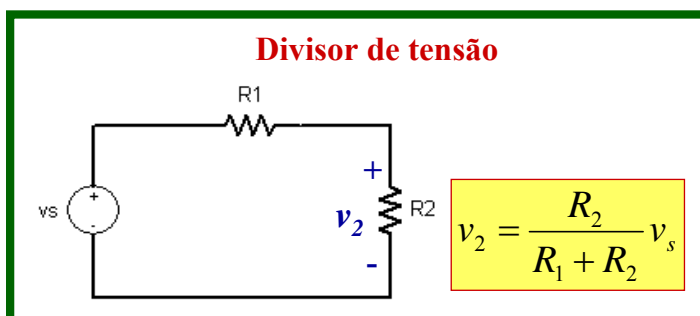 Divisor de tensão
R1
+
vs
-
+
v₂
-
R2
v₂ = R₂ / (R₁ + R₂) vₛ